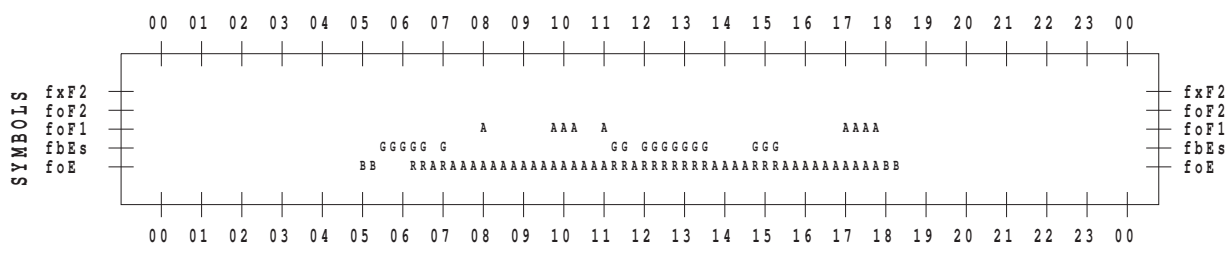 00 01 02 03 04 05 06 07 08 09 10 11 12 13 14 15 16 17 18 19 20 21 22 23 00
SYMBOLS
fxF2 fxF2
foF2 foF2
foF1 A AAA A AAAA foF1
fbEs GGGGG G GG GGGGGGG GGG fbEs
foE BB RRARAAAAAAAAAAAAAAAARRARRRRRRRAAAARRRAAAAAAAAAABB foE
00 01 02 03 04 05 06 07 08 09 10 11 12 13 14 15 16 17 18 19 20 21 22 23 00